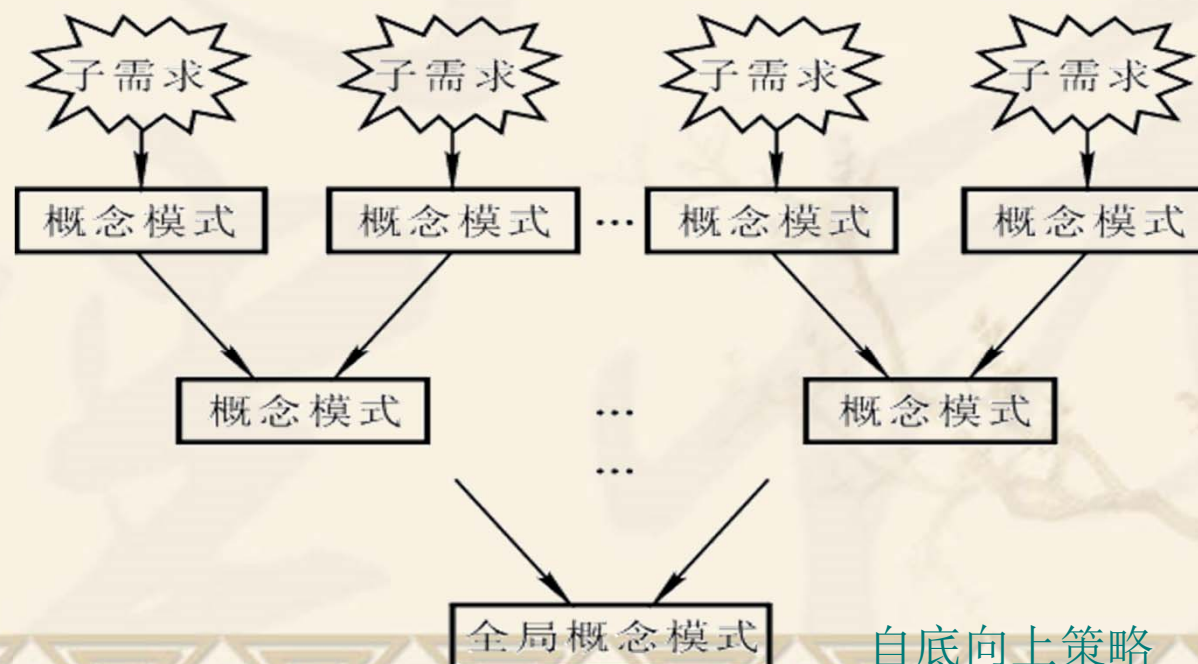 子需求 子需求 子需求 子需求
概念模式 概念模式 … 概念模式 概念模式
概念模式 … 概念模式
…
全局概念模式
自底向上策略